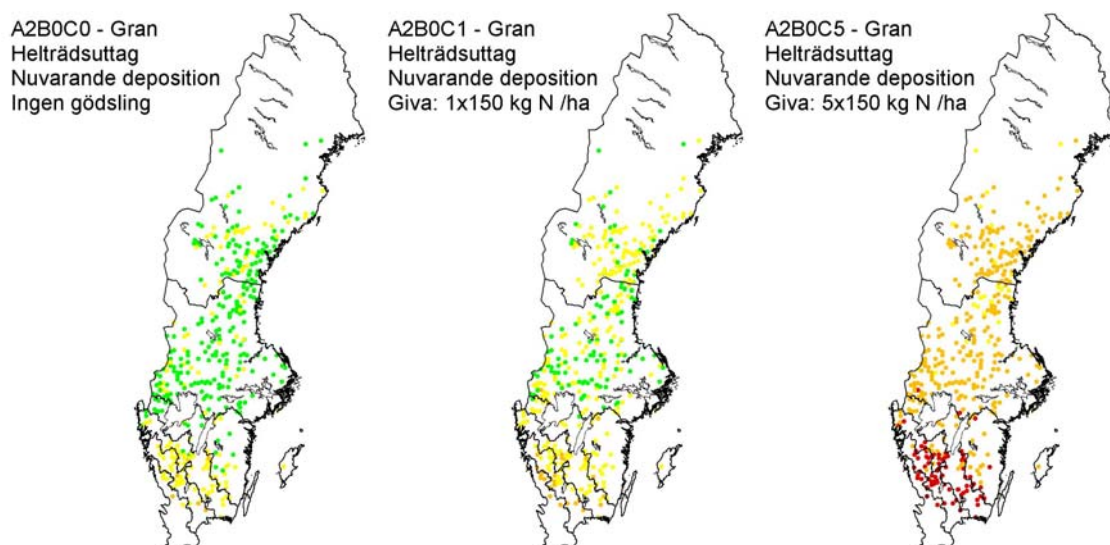 A2B0C0 - Gran
Helträdsuttag
Nuvarande deposition
Ingen gödsling
A2B0C1 - Gran
Helträdsuttag
Nuvarande deposition
Giva: 1x150 kg N /ha
A2B0C5 - Gran
Helträdsuttag
Nuvarande deposition
Giva: 5x150 kg N /ha